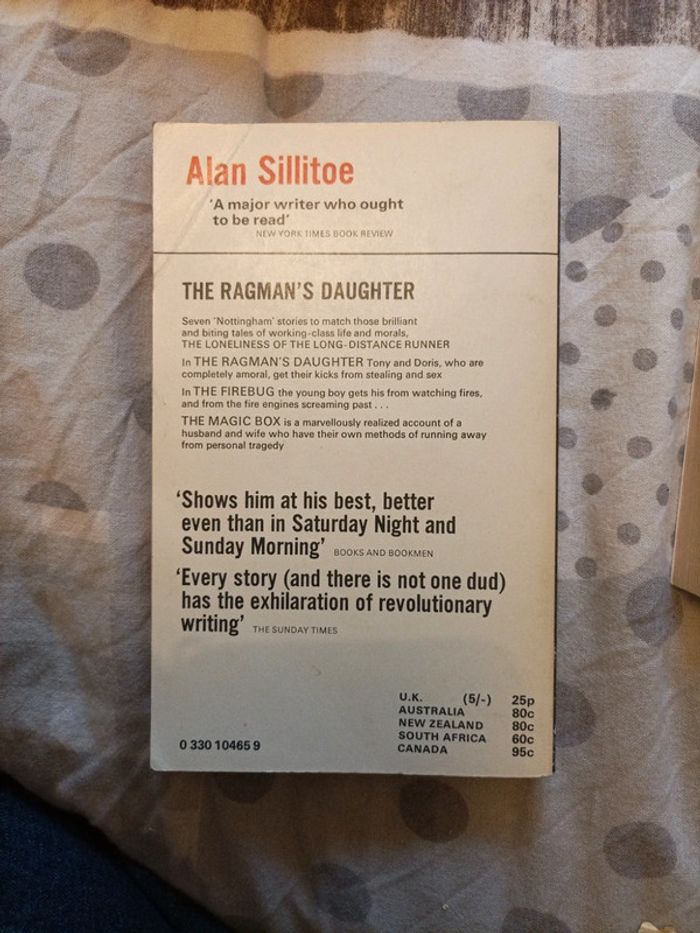 Alan Sillitoe
'A major writer who ought
to be read'
NEW YORK TIMES BOOK REVIEW
THE RAGMAN'S DAUGHTER
Seven 'Nottingham' stories to match those brilliant
and biting tales of working-class life and morals,
THE LONELINESS OF THE LONG-DISTANCE RUNNER
In THE RAGMAN'S DAUGHTER Tony and Doris, who are
completely amoral, get their kicks from stealing and sex
In THE FIREBUG the young boy gets his from watching fires,
and from the fire engines screaming past . . .
THE MAGIC BOX is a marvellously realized account of a
husband and wife who have their own methods of running away
from personal tragedy
'Shows him at his best, better
even than in Saturday Night and
Sunday Morning' BOOKS AND BOOKMEN
'Every story (and there is not one dud)
has the exhilaration of revolutionary
writing' THE SUNDAY TIMES
U.K. (5/-) 25p
AUSTRALIA 80c
NEW ZEALAND 80c
SOUTH AFRICA 60c
CANADA 95c
0 330 10465 9